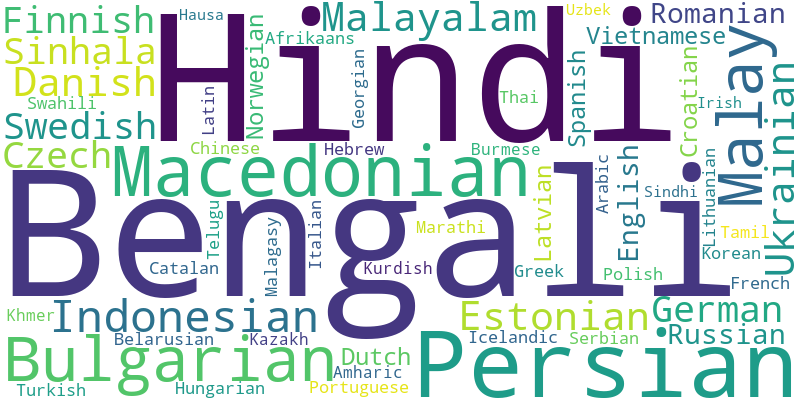 Finnish
Hausa
Hindi
Malayalam
Uzbek
Romanian
Sinhala
Afrikaans
Vietnamese
Danish
Norwegian
Georgian
Spanish
Croatian
Malay
Swahili
Latin
Thai
Irish
Ukrainian
Swedish
Chinese
Hebrew
Burmese
Czech
Macedonian
Latvian
English
Arabic
Sindhi
Lithuanian
Bengali
Telugu
Malagasy
Italian
Marathi
Tamil
Catalan
Kurdish
Greek
Polish
Korean
French
Khmer
Indonesian
Estonian
German
Belarusian
Kazakh
Icelandic
Serbian
Russian
Bulgarian
Dutch
Persian
Amharic
Turkish
Hungarian
Portuguese